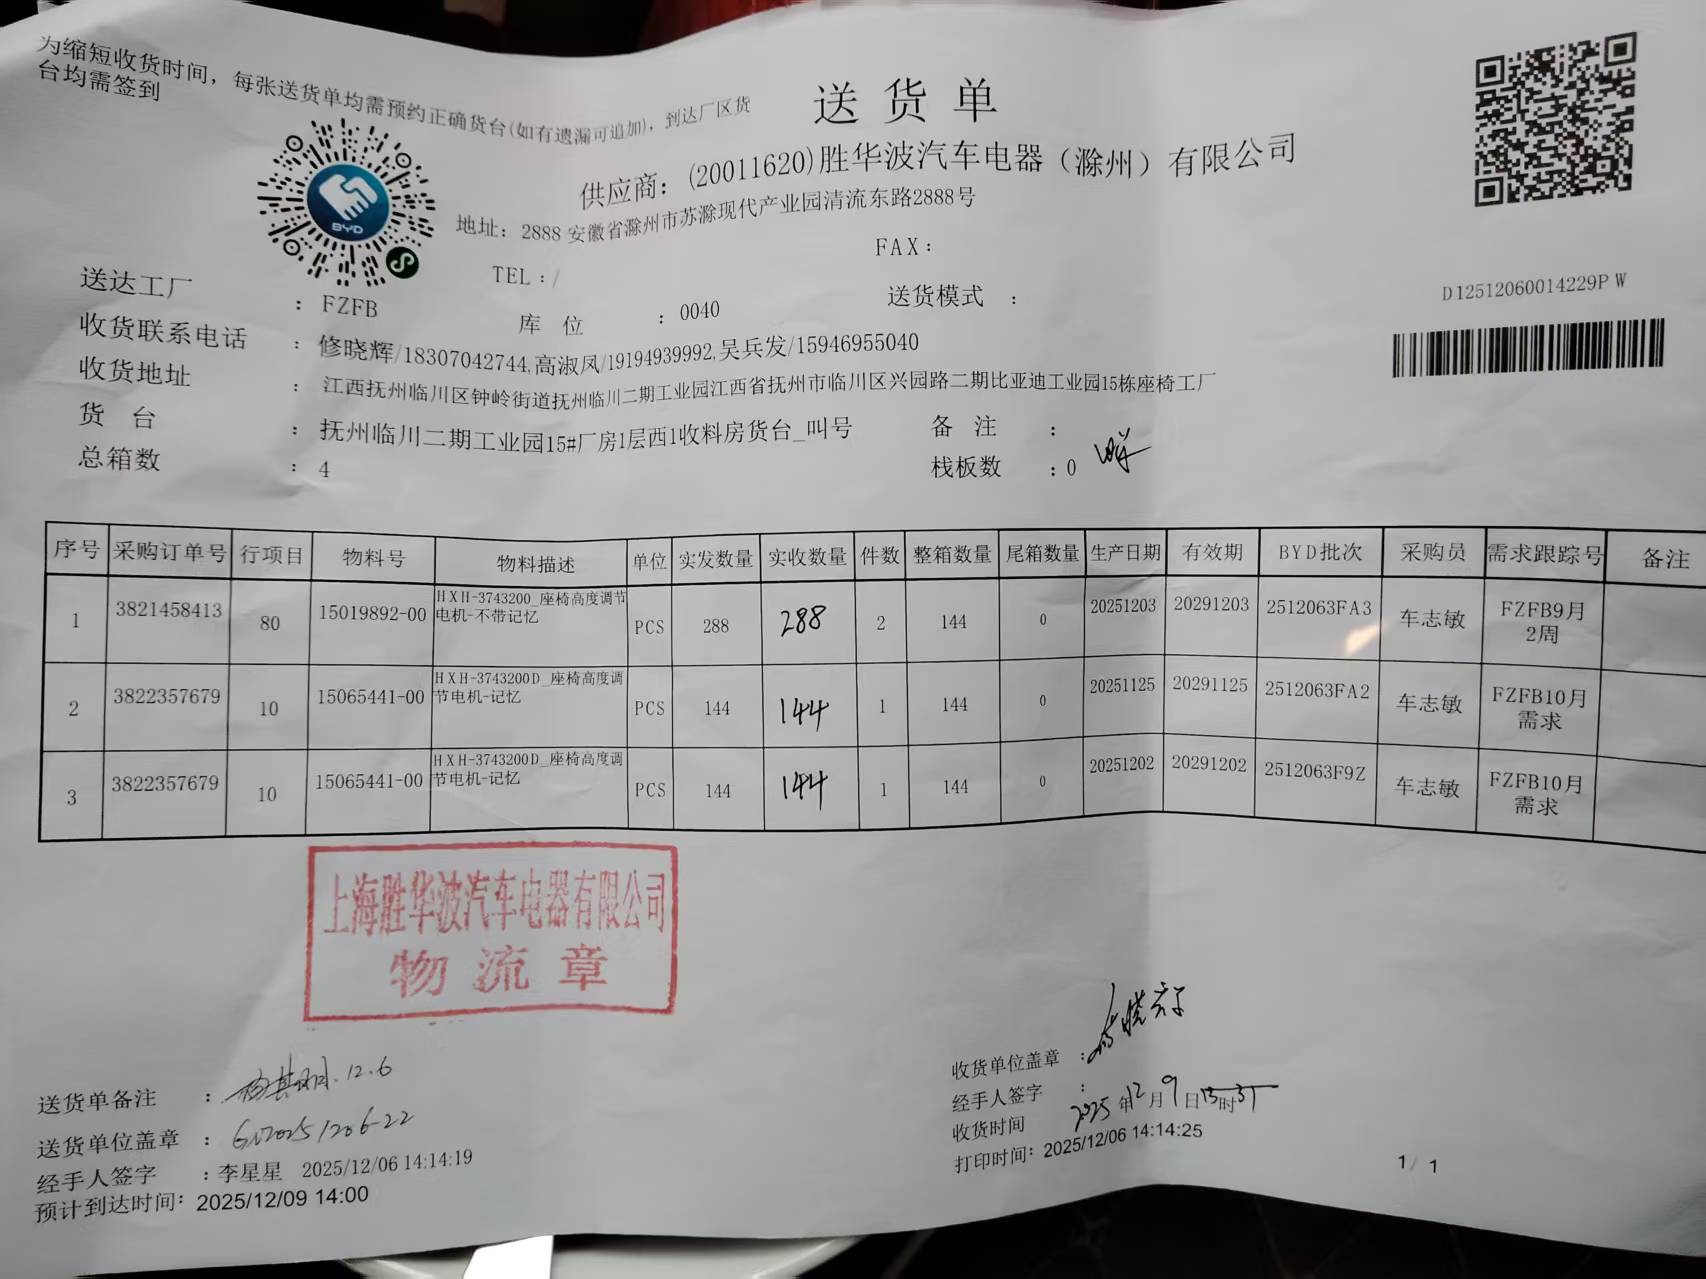 为缩短收货时间，每张送货单均需预约正确货台(如有遗漏可追加)，到达厂区货
台均需签到
送货单
供应商：(20011620)胜华波汽车电器（滁州）有限公司
地址：2888 安徽省滁州市苏滁现代产业园清流东路2888号
BYD
TEL：/
FAX：
D12512060014229PW
送达工厂：FZFB
库位：0040
送货模式：
收货联系电话：修晓辉/18307042744,高淑凤/19194939992,吴兵发/15946955040
收货地址：江西抚州临川区钟岭街道抚州临川二期工业园江西省抚州市临川区兴园路二期比亚迪工业园15栋座椅工厂
货台：抚州临川二期工业园15#厂房1层西1收料房货台_叫号
备注：
总箱数：4
栈板数：0
序号 采购订单号 行项目 物料号 物料描述 单位 实发数量 实收数量 件数 整箱数量 尾箱数量 生产日期 有效期 BYD批次 采购员 需求跟踪号 备注
1 3821458413 80 15019892-00 HXH-3743200_座椅高度调节电机-不带记忆 PCS 288 288 2 144 0 20251203 20291203 2512063FA3 车志敏 FZFB9月2周
2 3822357679 10 15065441-00 HXH-3743200D_座椅高度调节电机-记忆 PCS 144 144 1 144 0 20251125 20291125 2512063FA2 车志敏 FZFB10月需求
3 3822357679 10 15065441-00 HXH-3743200D_座椅高度调节电机-记忆 PCS 144 144 1 144 0 20251202 20291202 2512063F9Z 车志敏 FZFB10月需求
上海胜华波汽车电器有限公司
物流章
送货单备注：12.6
送货单位盖章：
经手人签字：李星星 2025/12/06 14:14:19
预计到达时间：2025/12/09 14:00
收货单位盖章：
经手人签字：
收货时间 2025年12月9日13时31
打印时间：2025/12/06 14:14:25
1/1